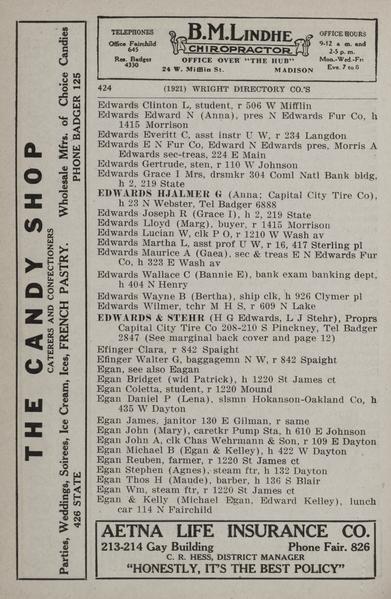 THE CANDY SHOP
CATERERS AND CONFECTIONERS
Parties, Weddings, Soirees, Ice Cream, Ices, FRENCH PASTRY. Wholesale Mfrs. of Choice Candies
426 STATE PHONE BADGER 125
TELEPHONES
Office Fairchild
645
Res. Badger
4330
B.M. LINDHE
CHIROPRACTOR
OFFICE OVER "THE HUB"
24 W. Mifflin St. MADISON
OFFICE HOURS
9-12 a m. and
2-5 p. m.
Mon.-Wed.-Fri
Eve. 7 to 8
424 (1921) WRIGHT DIRECTORY CO.'S
Edwards Clinton L, student, r 506 W Mifflin
Edwards Edward N (Anna), pres N Edwards Fur Co, h
1415 Morrison
Edwards Everitt C, asst instr U W, r 234 Langdon
Edwards E N Fur Co, Edward N Edwards pres, Morris A
Edwards sec-treas, 224 E Main
Edwards Gertrude, sten, r 110 W Johnson
Edwards Grace I Mrs, drsmkr 304 Coml Natl Bank bldg,
h 2, 219 State
EDWARDS HJALMER G (Anna; Capital City Tire Co),
h 23 N Webster, Tel Badger 6888
Edwards Joseph R (Grace I), h 2, 219 State
Edwards Lloyd (Marg), buyer, r 1415 Morrison
Edwards Lucian W, clk P O, r 1210 W Wash av
Edwards Martha L, asst prof U W, r 16, 417 Sterling pl
Edwards Maurice A (Gaea), sec & treas E N Edwards Fur
Co, h 323 E Wash av
Edwards Wallace C (Bannie E), bank exam banking dept,
h 404 N Henry
Edwards Wayne B (Bertha), ship clk, h 926 Clymer pl
Edwards Wilmer, tchr M H S, r 609 N Lake
EDWARDS & STEHR (H G Edwards, L J Stehr), Proprs
Capital City Tire Co 208-210 S Pinckney, Tel Badger
2847 (See marginal back cover and page 12)
Efinger Clara, r 842 Spaight
Efinger Walter G, baggagemn N W, r 842 Spaight
Egan, see also Eagan
Egan Bridget (wid Patrick), h 1220 St James ct
Egan Coletta, student, r 1220 Mound
Egan Daniel P (Lena), slsmn Hokanson-Oakland Co, h
435 W Dayton
Egan James, janitor 130 E Gilman, r same
Egan John (Mary), caretkr Pump Sta, h 610 E Johnson
Egan John A, clk Chas Wehrmann & Son, r 109 E Dayton
Egan Michael B (Egan & Kelley), h 422 W Dayton
Egan Reuben, farmer, r 1220 St James ct
Egan Stephen (Agnes), steam ftr, h 132 Dayton
Egan Thos H (Maude), barber, h 136 S Blair
Egan Wm, steam ftr, r 1220 St James ct
Egan & Kelly (Michael Egan, Edward Kelley), lunch
car 114 N Fairchild
AETNA LIFE INSURANCE CO.
213-214 Gay Building Phone Fair. 826
C. R. HESS, DISTRICT MANAGER
"HONESTLY, IT'S THE BEST POLICY"